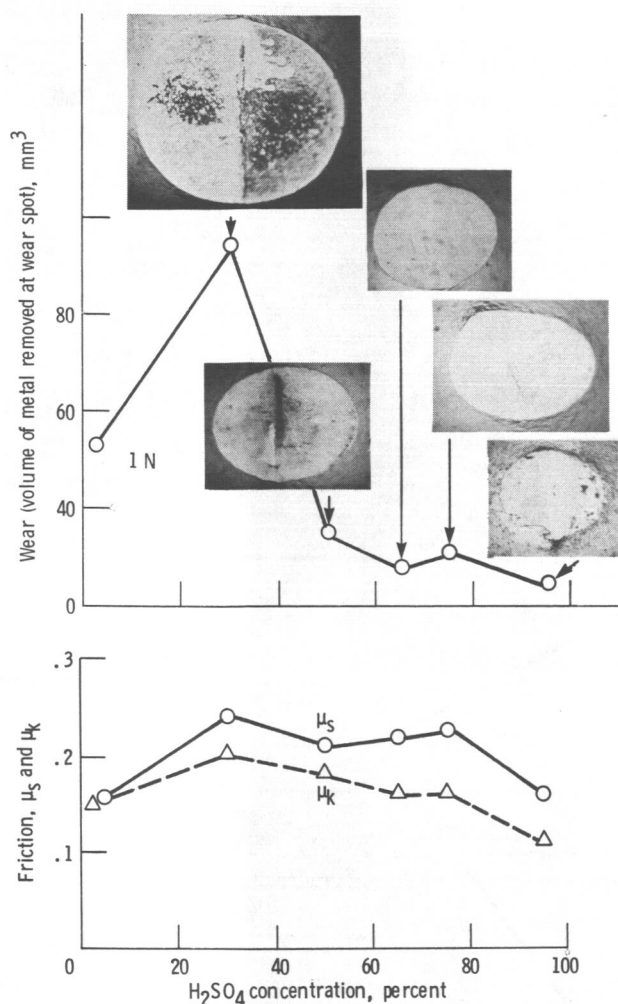 Wear (volume of metal removed at wear spot), mm³
80
60
40
20
0
1 N
Friction, μs and μk
.3
.2
.1
μs
μk
0
20
40
60
80
100
H₂SO₄ concentration, percent